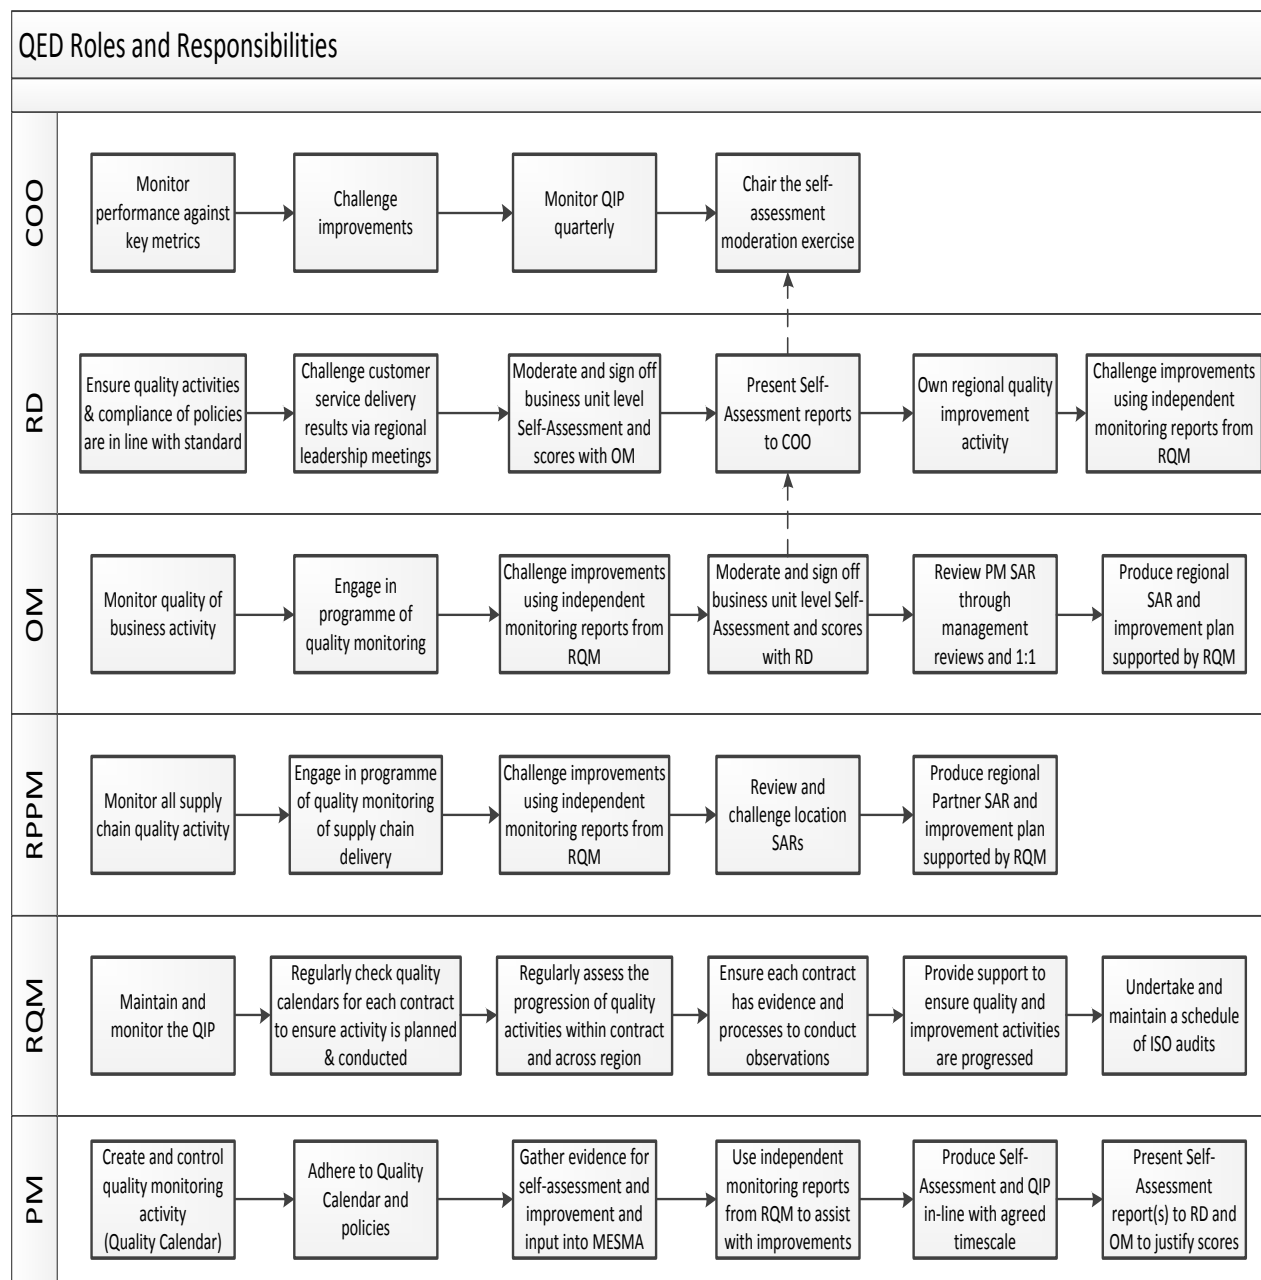 QED Roles and Responsibilities
COO
Monitor
performance against
key metrics
Challenge
improvements
Monitor QIP
quarterly
Chair the self-
assessment
moderation exercise
RD
Ensure quality activities
& compliance of policies
are in line with standard
Challenge customer
service delivery
results via regional
leadership meetings
Moderate and sign off
business unit level
Self-Assessment and
scores with OM
Present Self-
Assessment reports
to COO
Own regional quality
improvement
activity
Challenge improvements
using independent
monitoring reports from
RQM
OM
Monitor quality of
business activity
Engage in
programme of
quality monitoring
Challenge improvements
using independent
monitoring reports from
RQM
Moderate and sign off
business unit level Self-
Assessment and scores
with RD
Review PM SAR
through
management
reviews and 1:1
Produce regional
SAR and
improvement plan
supported by RQM
RPPM
Monitor all supply
chain quality activity
Engage in programme
of quality monitoring
of supply chain
delivery
Challenge improvements
using independent
monitoring reports from
RQM
Review and
challenge location
SARs
Produce regional
Partner SAR and
improvement plan
supported by RQM
RQM
Maintain and
monitor the QIP
Regularly check quality
calendars for each contract
to ensure activity is planned
& conducted
Regularly assess the
progression of quality
activities within contract
and across region
Ensure each contract
has evidence and
processes to conduct
observations
Provide support to
ensure quality and
improvement activities
are progressed
Undertake and
maintain a schedule
of ISO audits
PM
Create and control
quality monitoring
activity
(Quality Calendar)
Adhere to Quality
Calendar and
policies
Gather evidence for
self-assessment and
improvement and
input into MESMA
Use independent
monitoring reports
from RQM to assist
with improvements
Produce Self-
Assessment and QIP
in-line with agreed
timescale
Present Self-
Assessment
report(s) to RD and
OM to justify scores